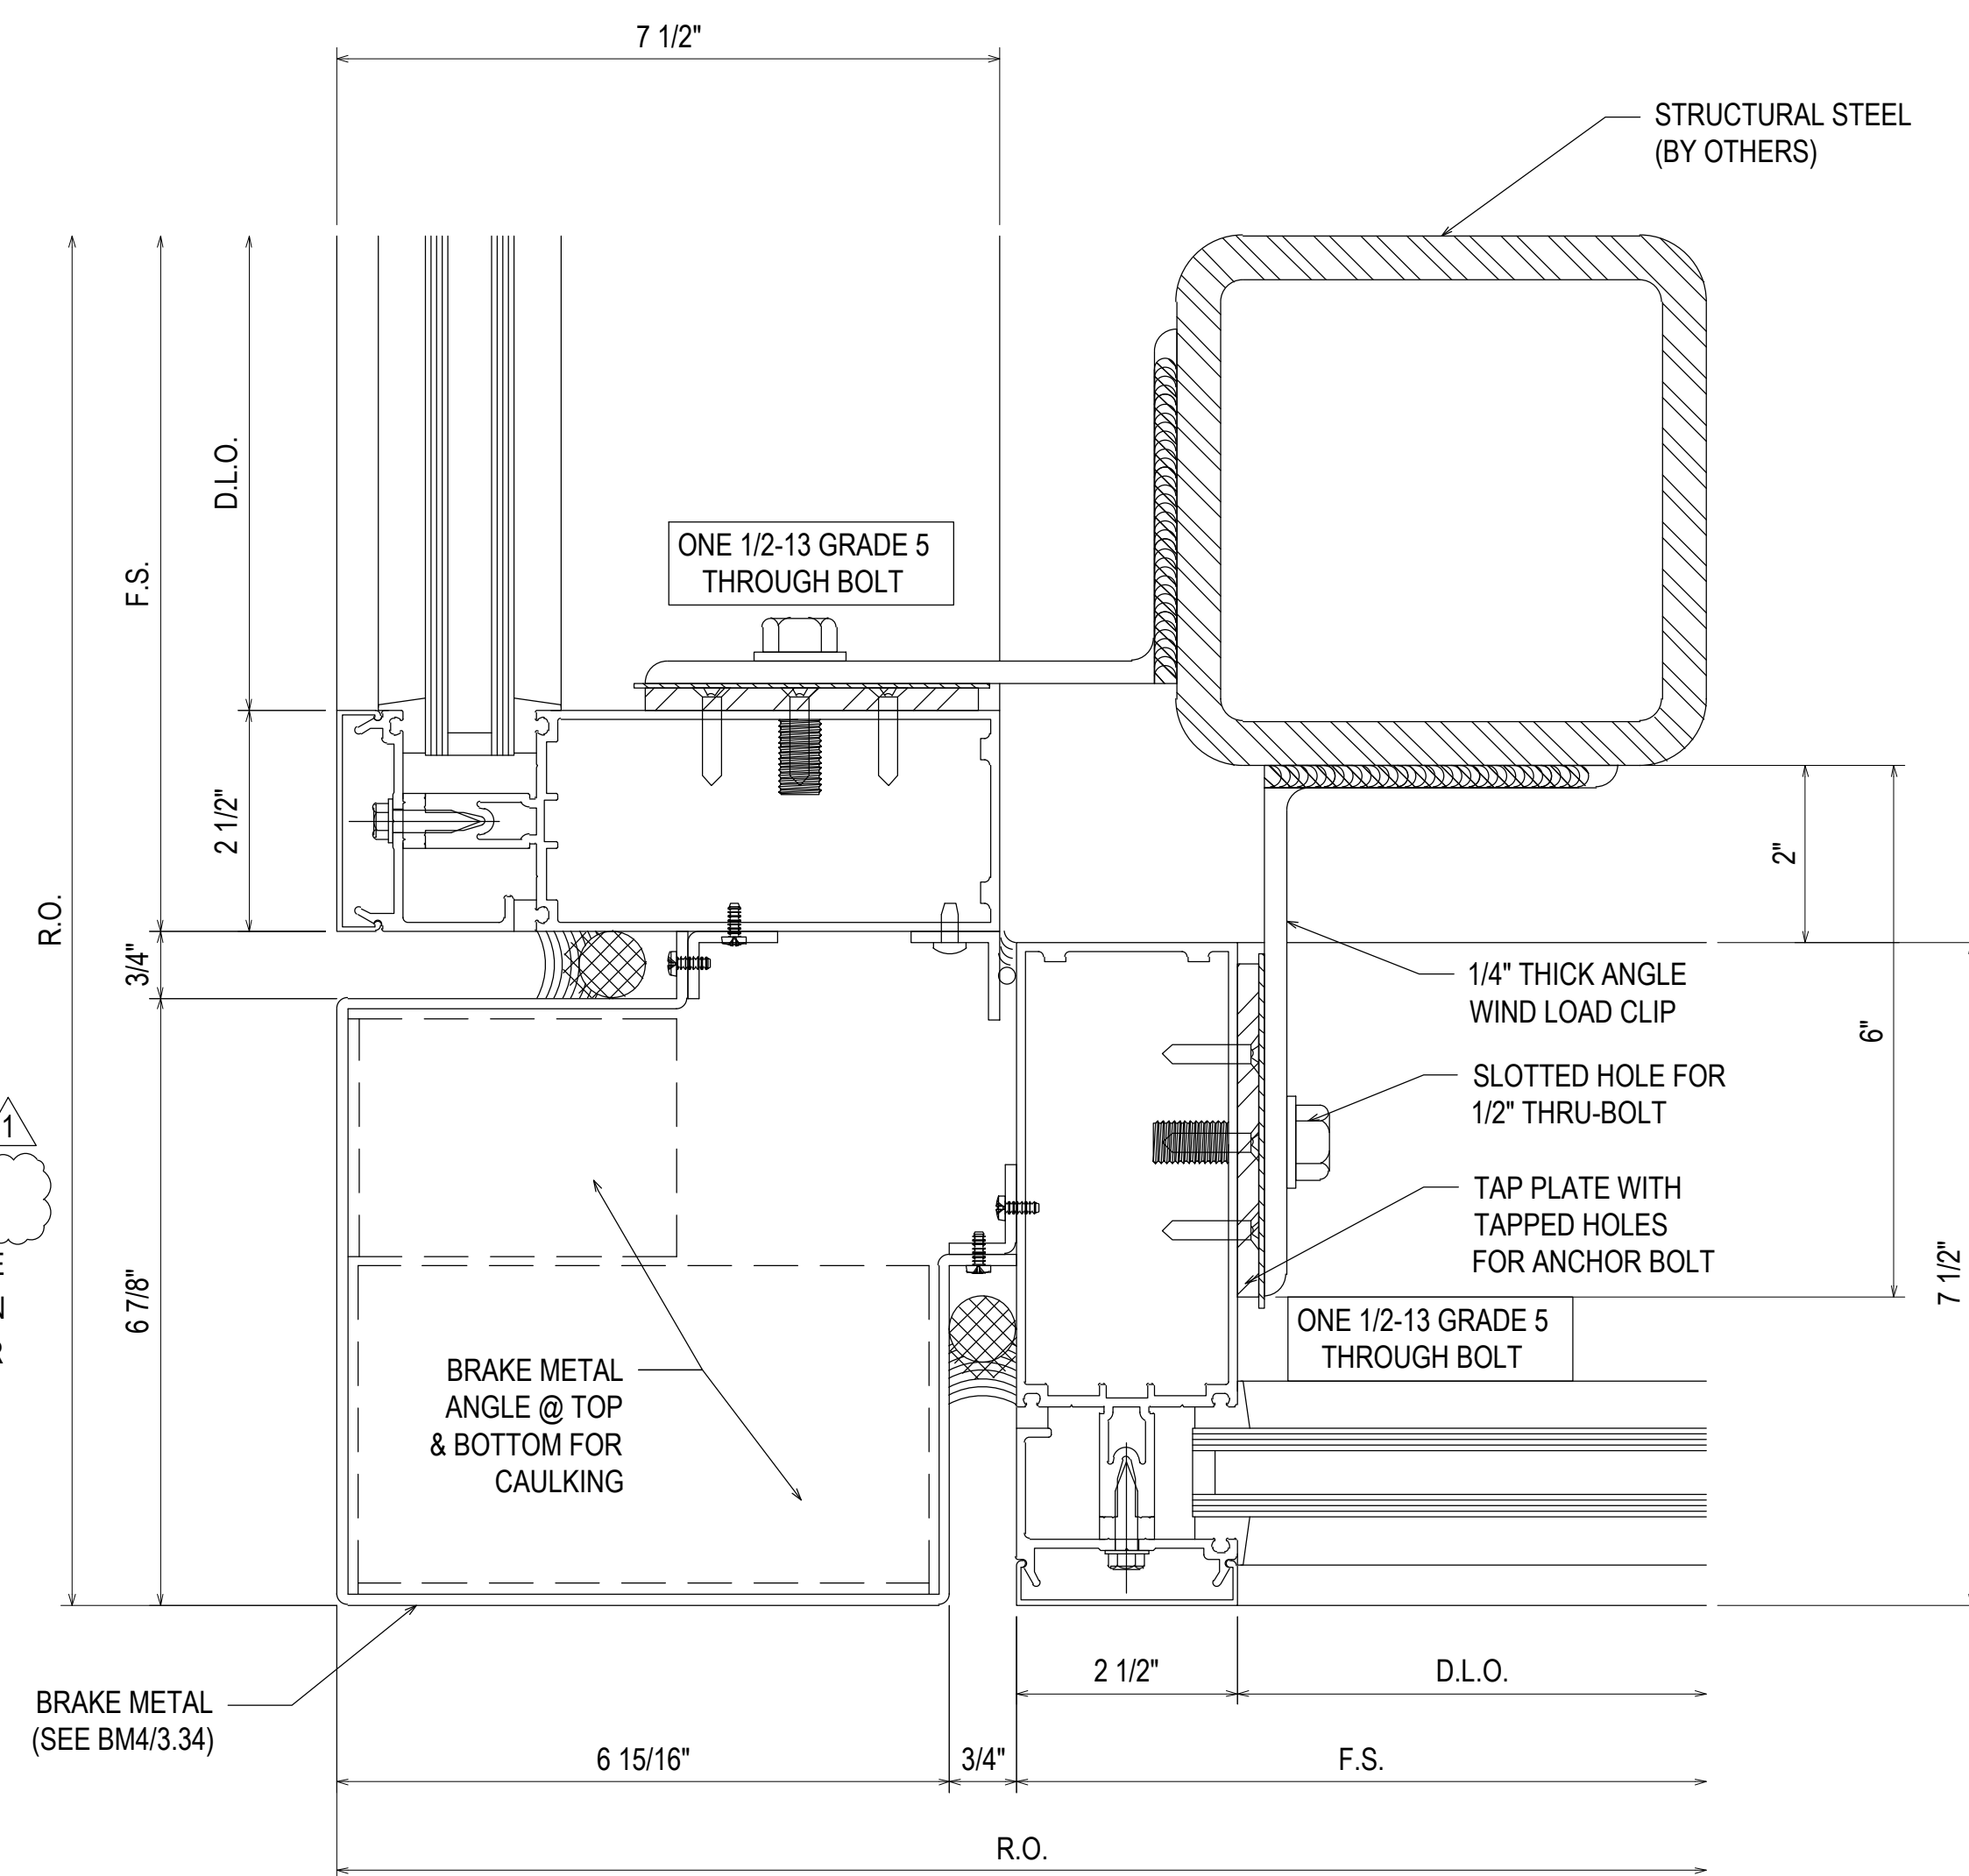 7 1/2"
STRUCTURAL STEEL
(BY OTHERS)
D.L.O.
F.S.
ONE 1/2-13 GRADE 5
THROUGH BOLT
2 1/2"
R.O.
3/4"
2"
1/4" THICK ANGLE
WIND LOAD CLIP
6"
SLOTTED HOLE FOR
1/2" THRU-BOLT
1
TAP PLATE WITH
TAPPED HOLES
FOR ANCHOR BOLT
7 1/2"
6 7/8"
ONE 1/2-13 GRADE 5
THROUGH BOLT
BRAKE METAL
ANGLE @ TOP
& BOTTOM FOR
CAULKING
2 1/2"
D.L.O.
BRAKE METAL
(SEE BM4/3.34)
6 15/16"
3/4"
F.S.
R.O.